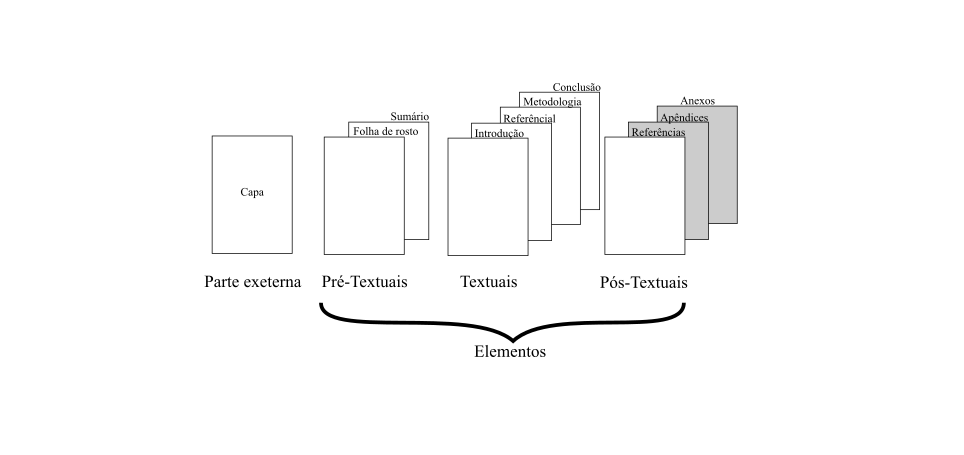 Capa
Parte exeterna
Sumário
Folha de rosto
Pré-Textuais
Conclusão
Metodologia
Referêncial
Introdução
Textuais
Anexos
Apêndices
Referências
Pós-Textuais
Elementos